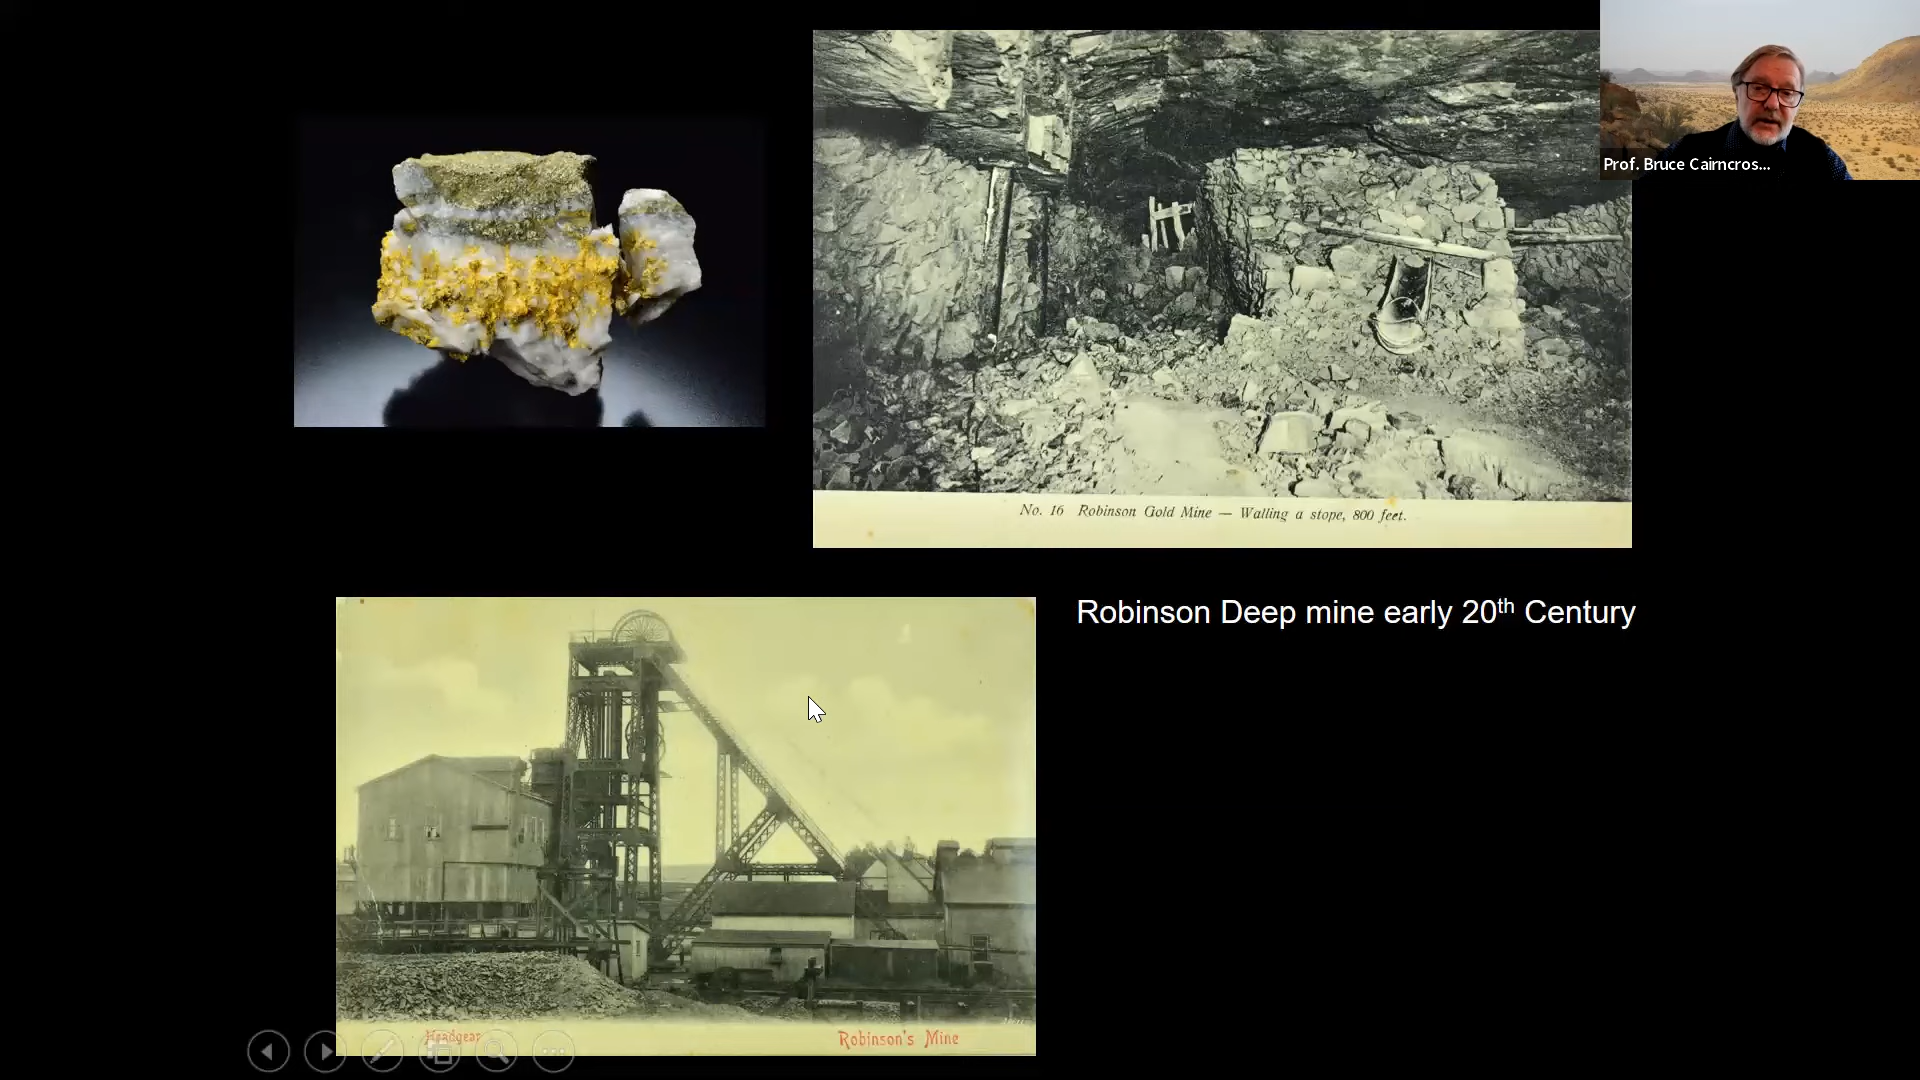 Prof. Bruce Cairncros...
No. 16 Robinson Gold Mine — Walling a stope, 800 feet.
Robinson Deep mine early 20th Century
Headgear
Robinson's Mine